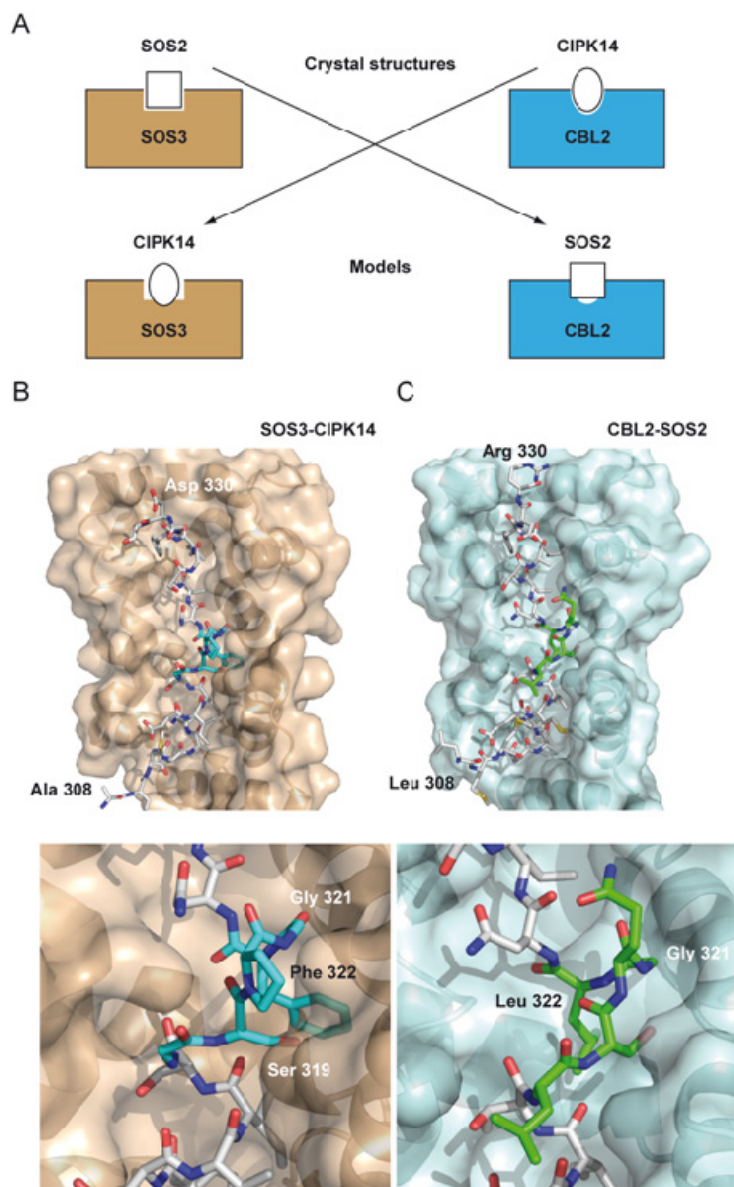 A
SOS2
Crystal structures
CIPK14
SOS3
CBL2
CIPK14
Models
SOS2
SOS3
CBL2
B
SOS3-CIPK14
Asp 330
Ala 308
C
CBL2-SOS2
Arg 330
Leu 308
Gly 321
Phe 322
Ser 319
Gly 321
Leu 322